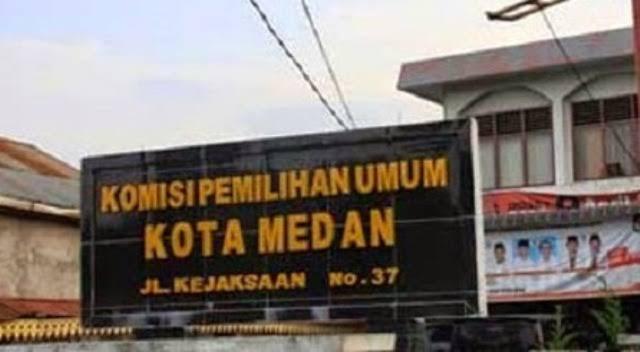 KOMISI PEMILIHAN UMUM
KOTA MEDAN
JL. KEJAKSAAN No. 37